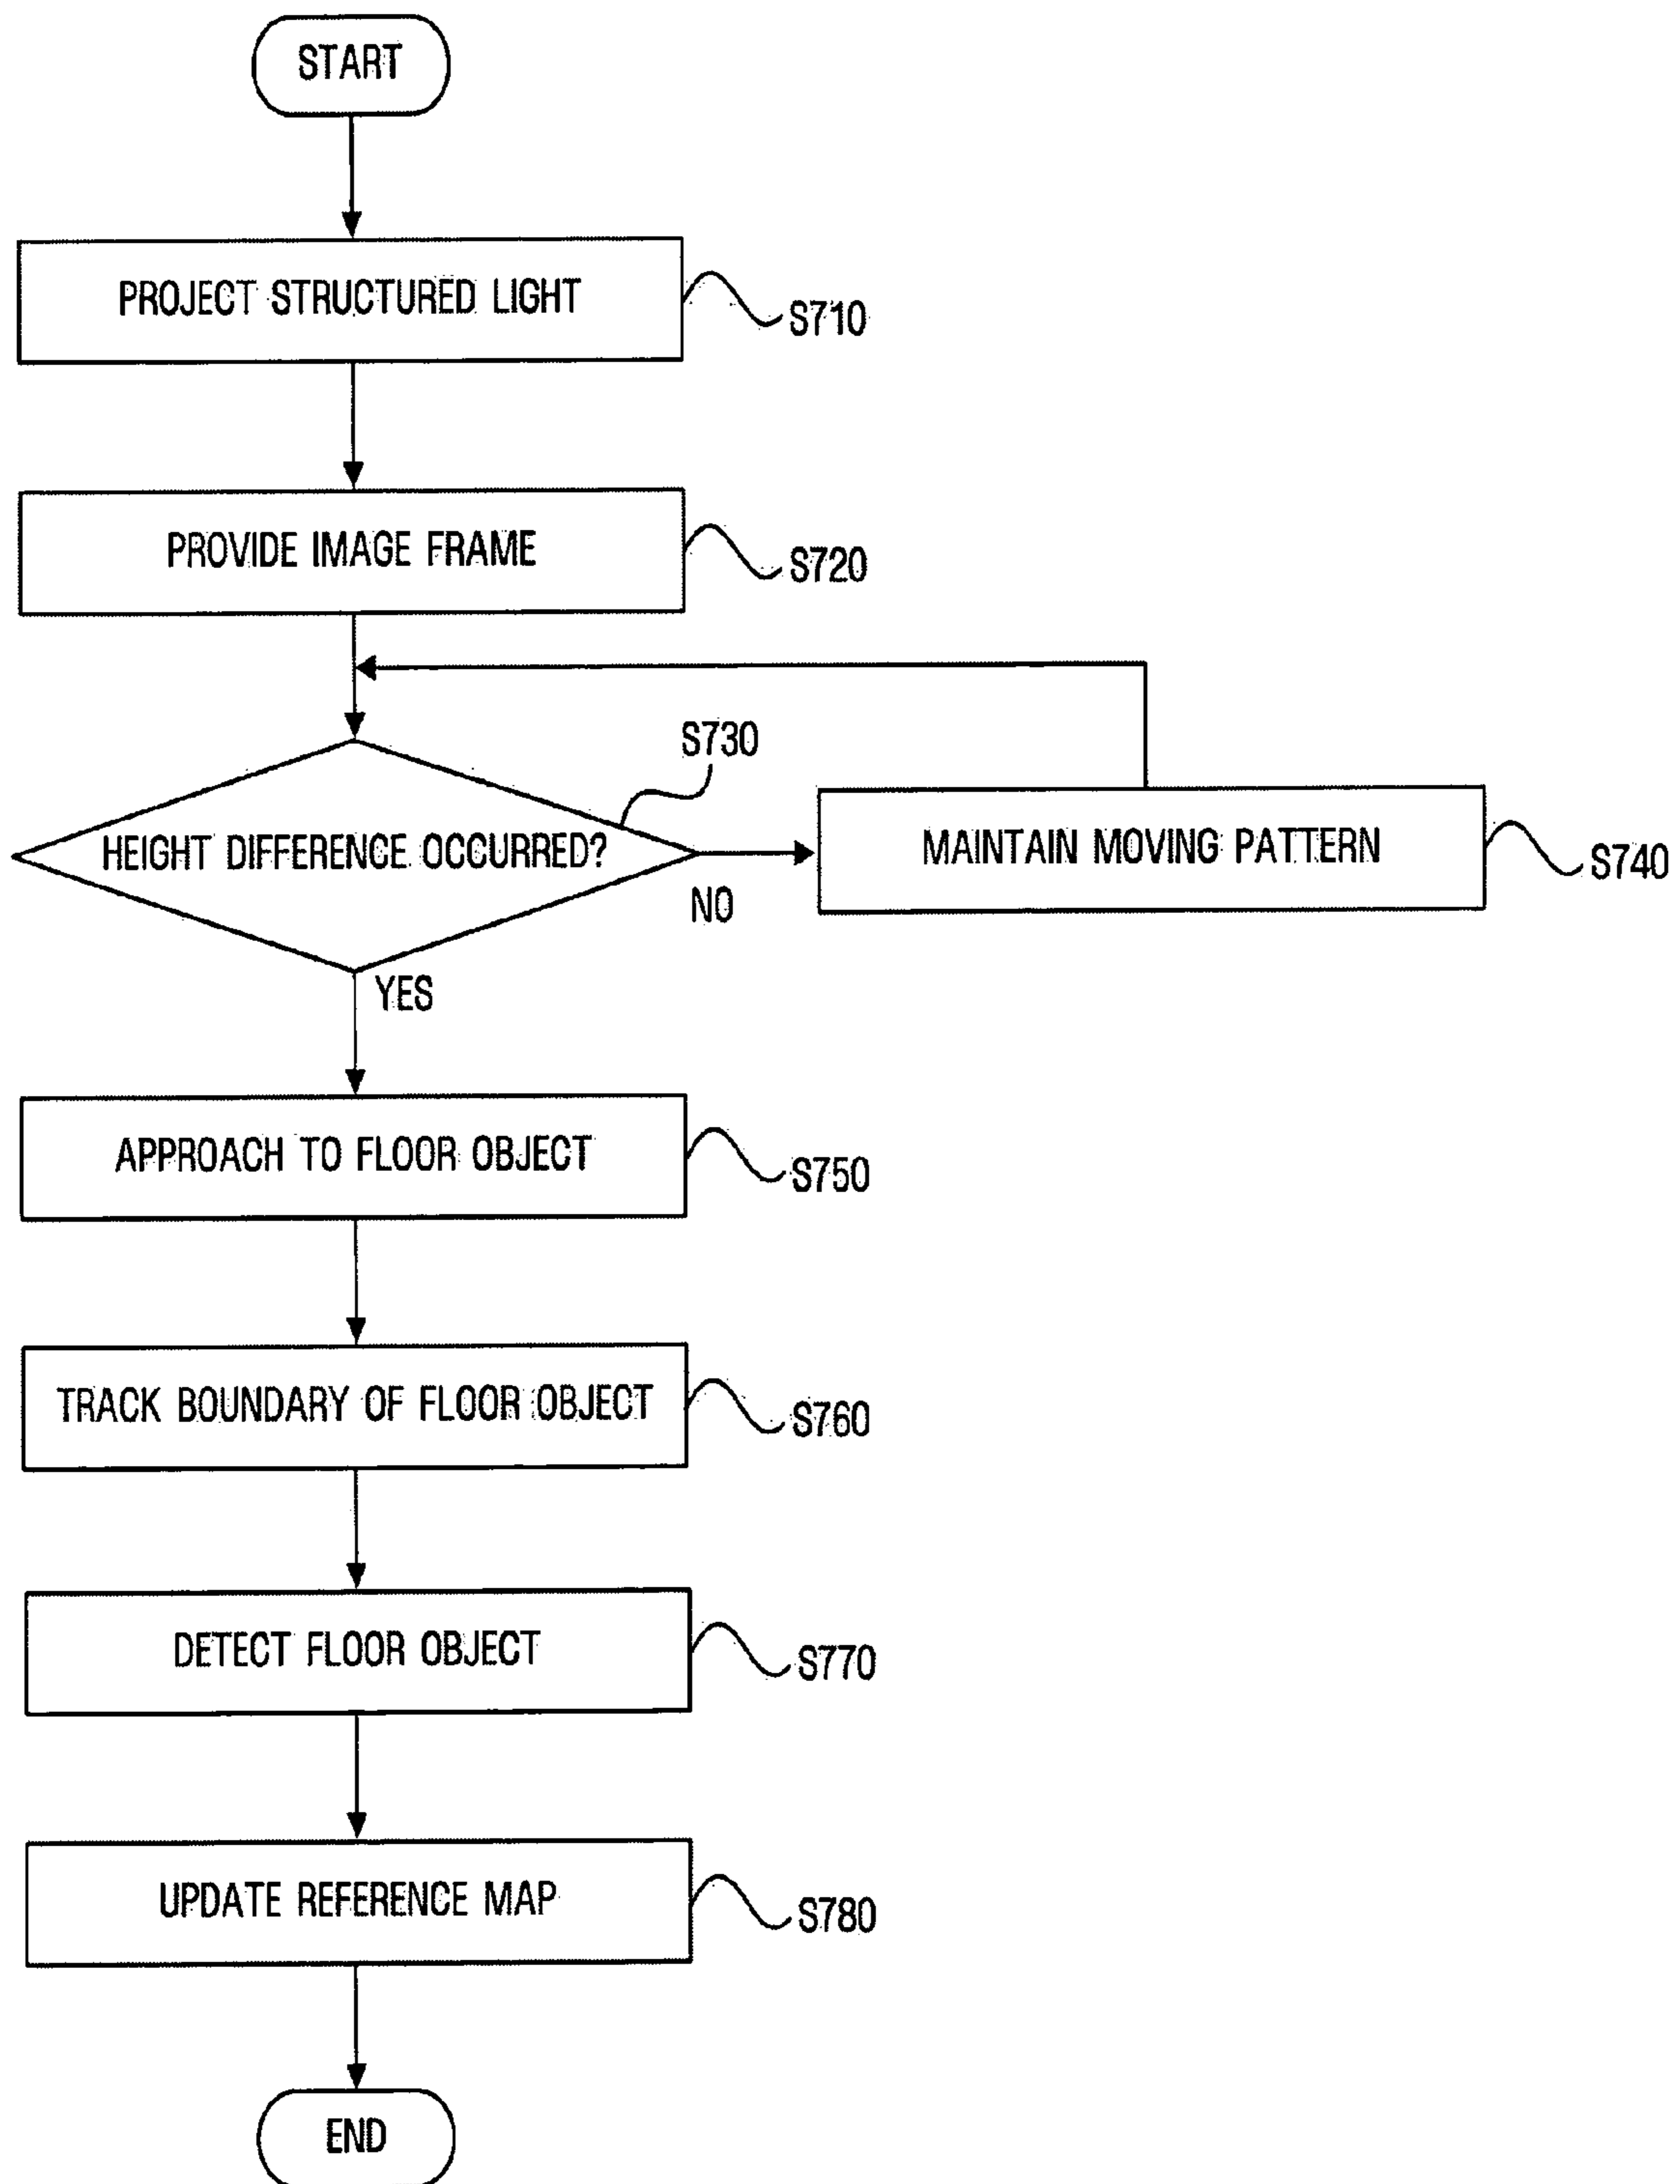 START
PROJECT STRUCTURED LIGHT
S710
PROVIDE IMAGE FRAME
S720
S730
HEIGHT DIFFERENCE OCCURRED?
MAINTAIN MOVING PATTERN
S740
NO
YES
APPROACH TO FLOOR OBJECT
S750
TRACK BOUNDARY OF FLOOR OBJECT
S760
DETECT FLOOR OBJECT
S770
UPDATE REFERENCE MAP
S780
END